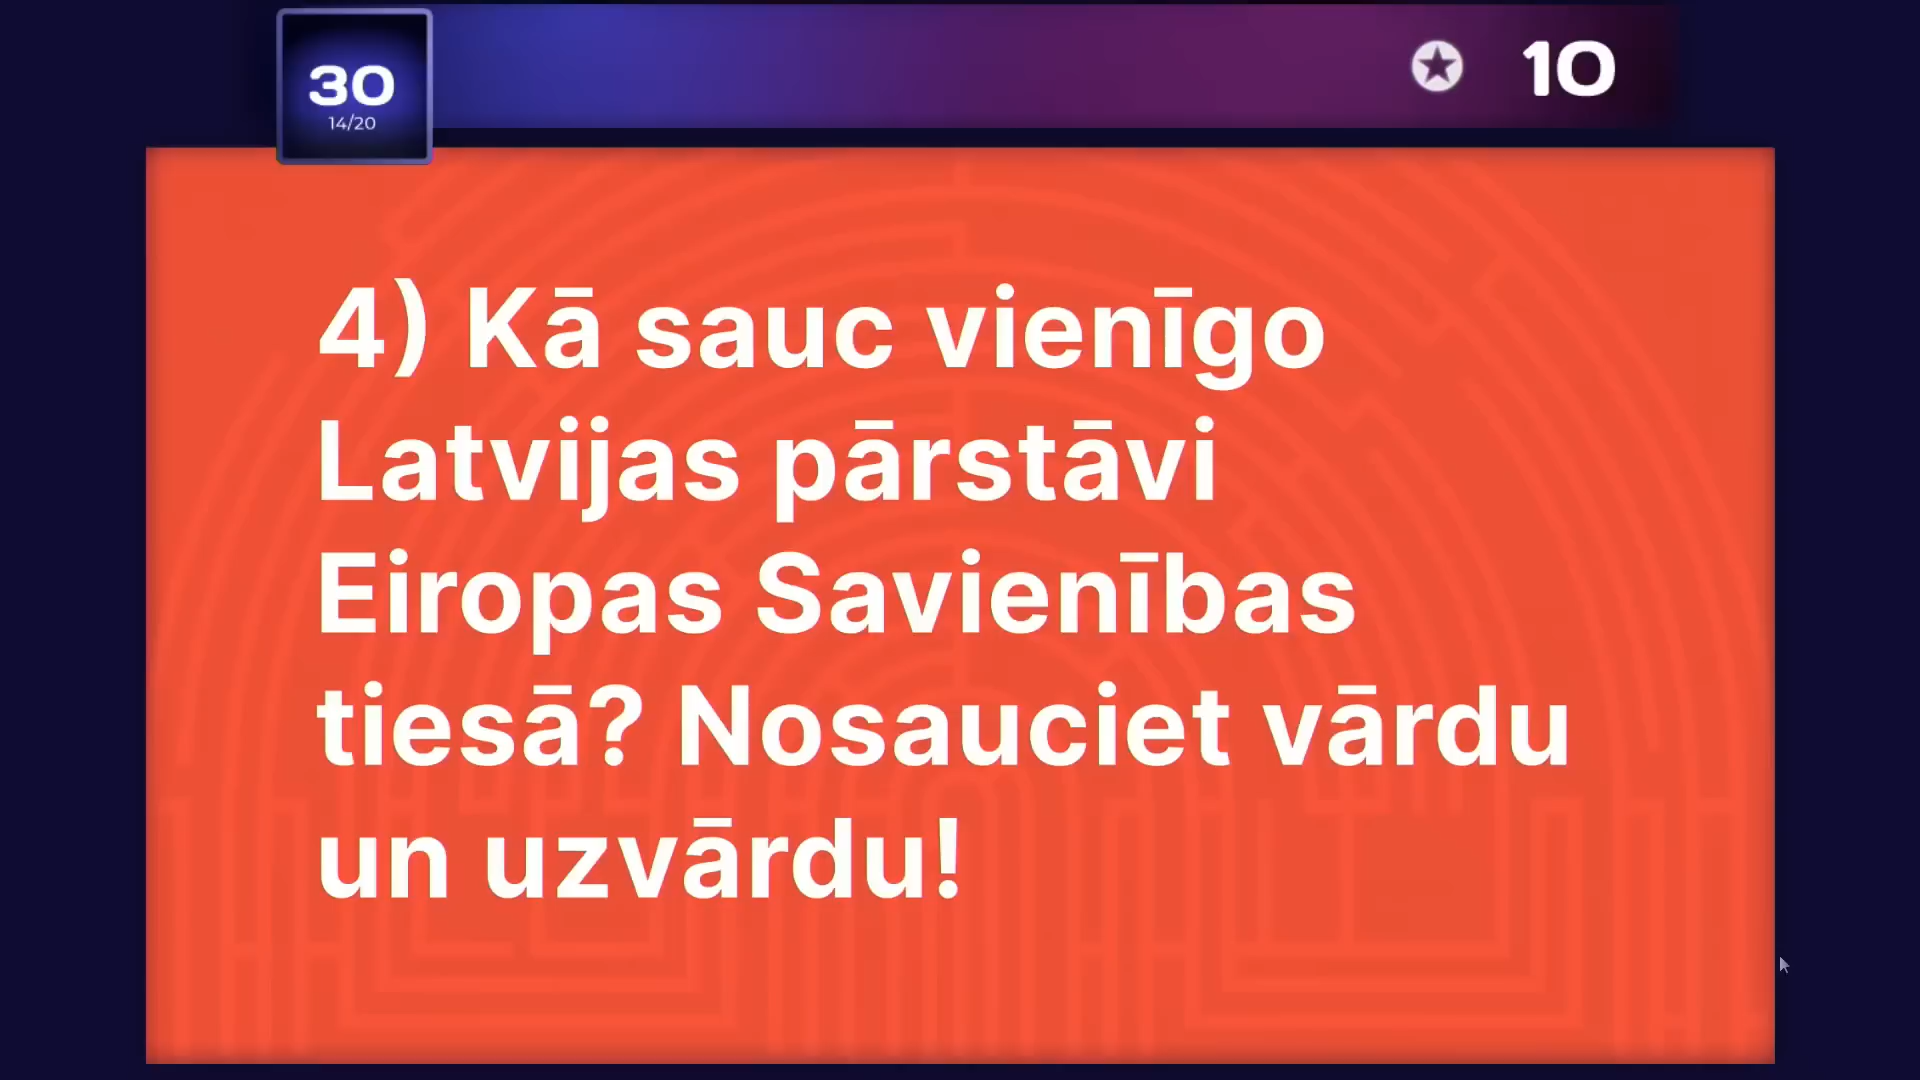 30
14/20
10
4) Kā sauc vienīgo
Latvijas pārstāvi
Eiropas Savienības
tiesā? Nosauciet vārdu
un uzvārdu!